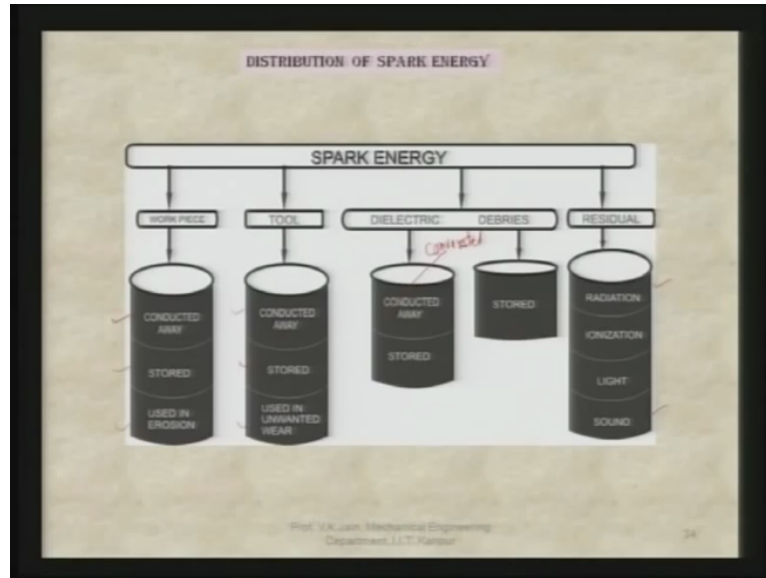 DISTRIBUTION OF SPARK ENERGY
SPARK ENERGY
WORK PIECE
TOOL
DIELECTRIC DEBRIES
RESIDUAL
CONDUCTED
AWAY
STORED
USED IN
EROSION
CONDUCTED
AWAY
STORED
USED IN
UNWANTED
WEAR
CONDUCTED
AWAY
STORED
STORED
RADIATION
IONIZATION
LIGHT
SOUND
Prof. V.K.Jain, Mechanical Engineering
Department, I.I.T. Kanpur
24